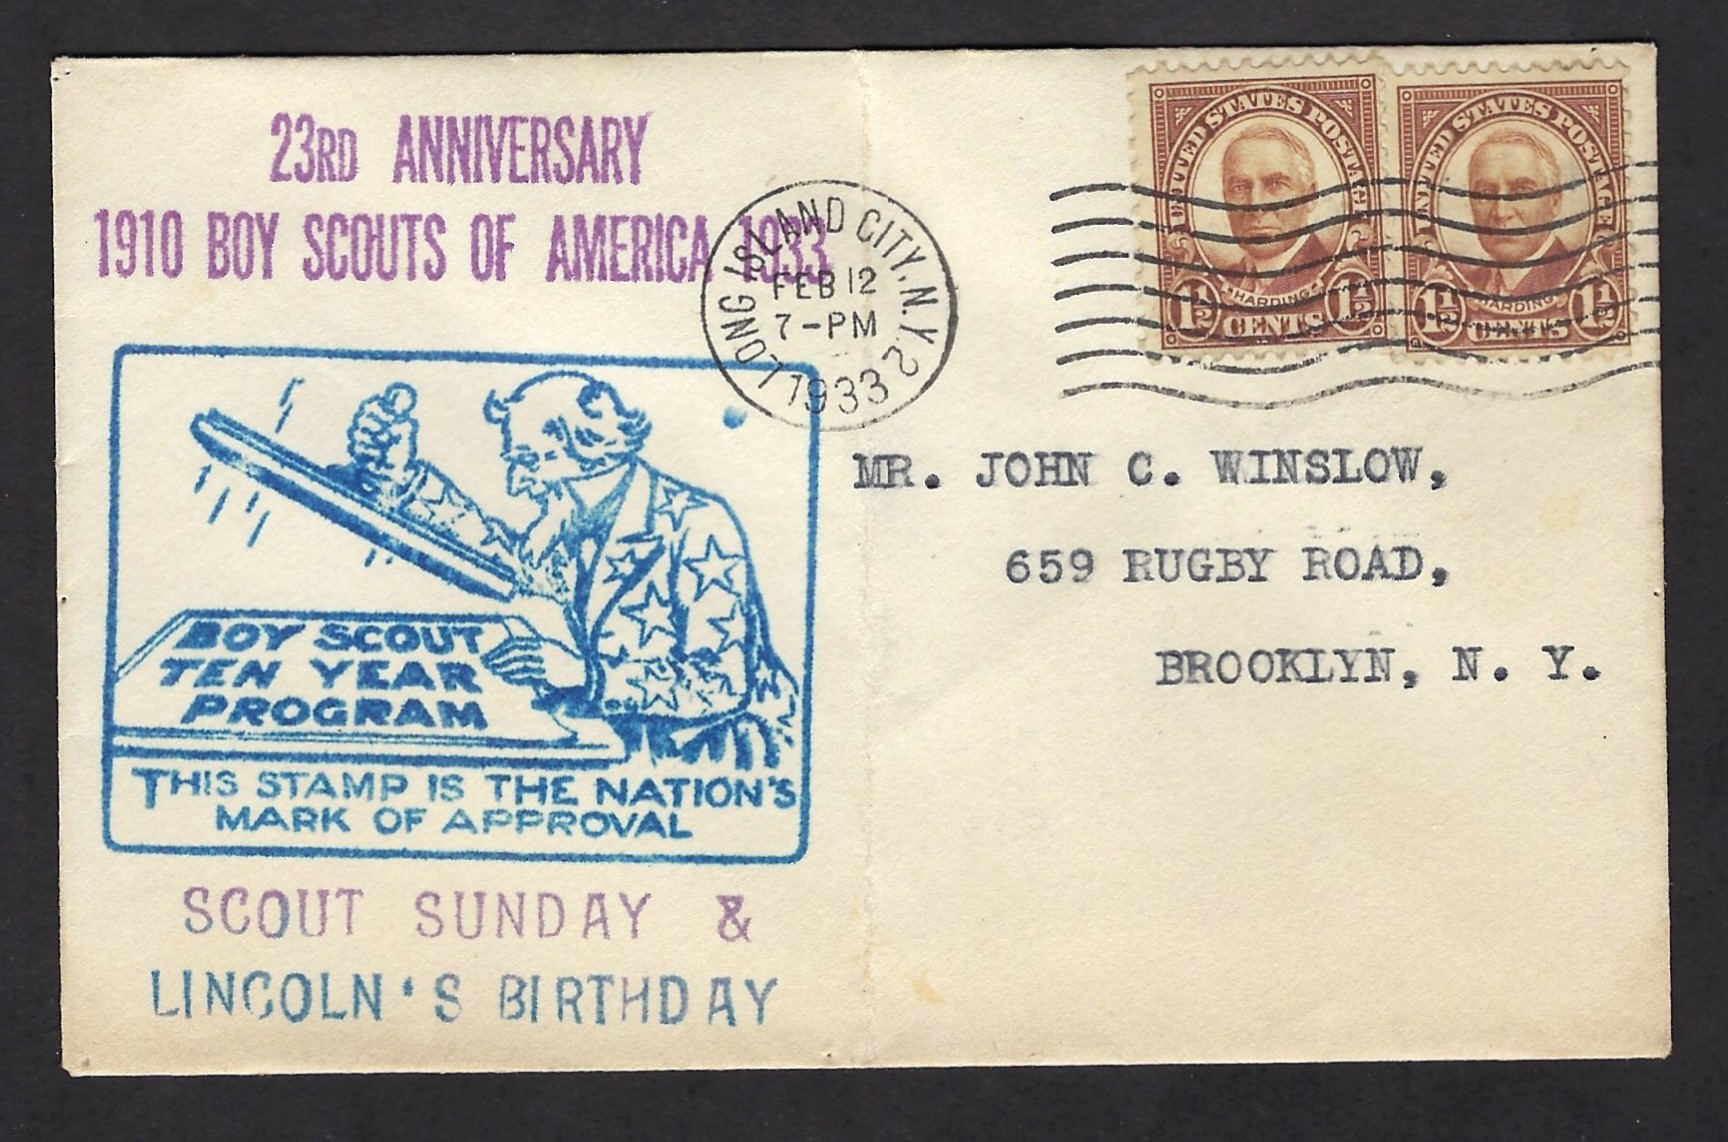 23RD ANNIVERSARY
1910 BOY SCOUTS OF AMERICA 1933
LONG ISLAND CITY, N.Y. 2
FEB 12
7-PM
1933
UNITED STATES POSTAGE
HARDING
1½ CENTS 1½
UNITED STATES POSTAGE
HARDING
1½ CENTS 1½
MR. JOHN C. WINSLOW,
659 RUGBY ROAD,
BROOKLYN, N. Y.
BOY SCOUT
TEN YEAR
PROGRAM
THIS STAMP IS THE NATION'S
MARK OF APPROVAL
SCOUT SUNDAY &
LINCOLN'S BIRTHDAY